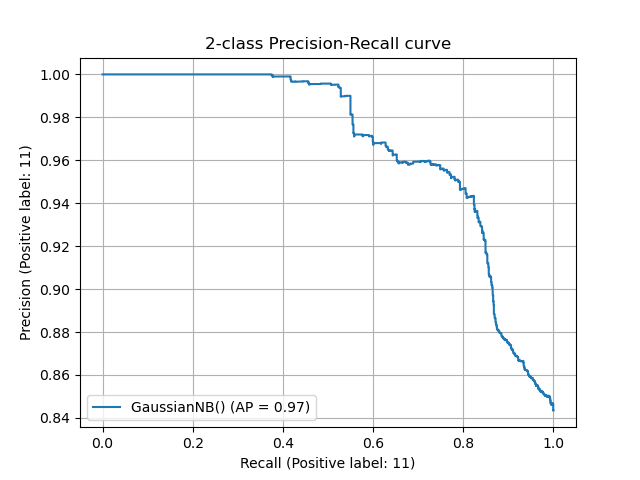 2-class Precision-Recall curve
1.00
0.98
0.96
0.94
0.92
0.90
0.88
0.86
0.84
Precision (Positive label: 11)
GaussianNB() (AP = 0.97)
0.0 0.2 0.4 0.6 0.8 1.0
Recall (Positive label: 11)